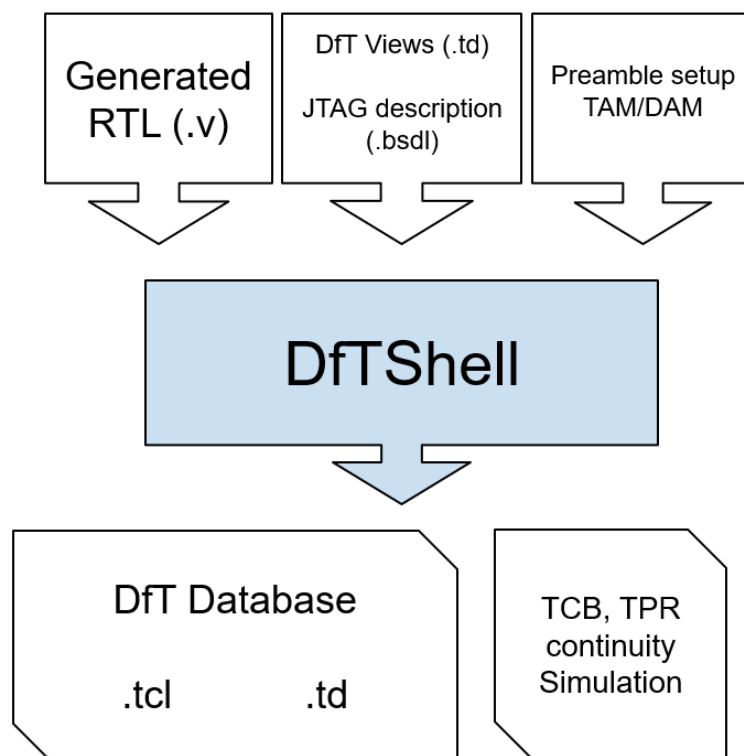 Generated
RTL (.v)
DfT Views (.td)
JTAG description
(.bsdl)
Preamble setup
TAM/DAM
DfTShell
DfT Database
.tcl .td
TCB, TPR
continuity
Simulation